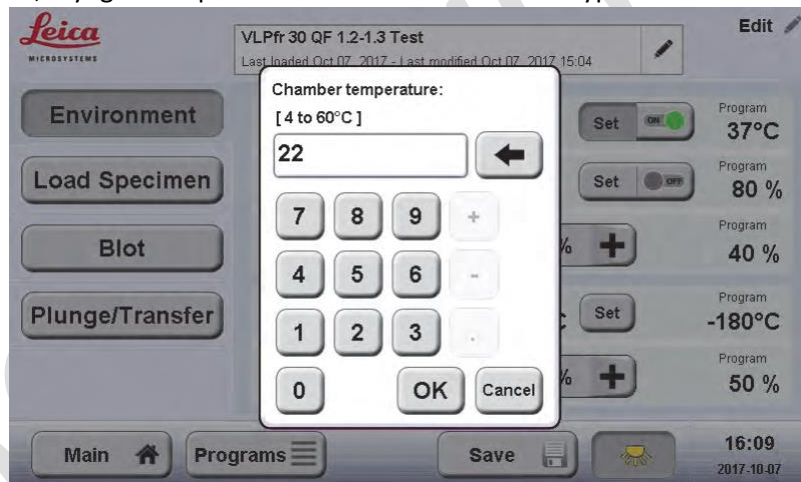 Leica
MICROSYSTEMS
VLPfr 30 QF 1.2-1.3 Test
Last loaded Oct 07, 2017 - Last modified Oct 07, 2017 15:04
Edit
Environment
Load Specimen
Blot
Plunge/Transfer
Chamber temperature:
[ 4 to 60°C ]
22
7 8 9 +
4 5 6 -
1 2 3 .
0 OK Cancel
Set ON
Program
37°C
Set OFF
Program
80 %
% +
Program
40 %
Set
Program
-180°C
% +
Program
50 %
Main
Programs
Save
16:09
2017-10-07